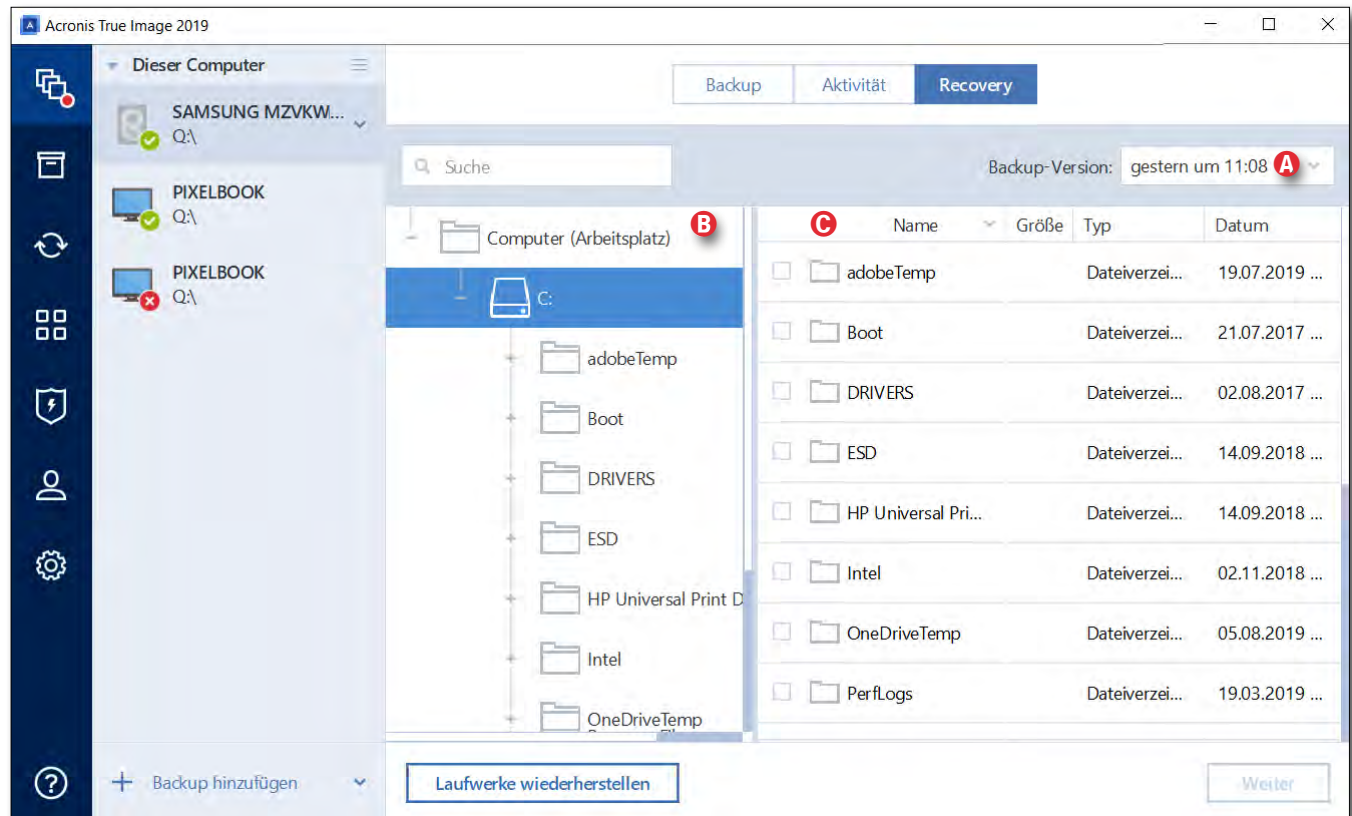 Acronis True Image 2019
Dieser Computer
SAMSUNG MZVKW...
Q:\
PIXELBOOK
Q:\
PIXELBOOK
Q:\
Backup hinzufügen
Backup Aktivität Recovery
Suche
Backup-Version: gestern um 11:08 A
Computer (Arbeitsplatz) B
C:
adobeTemp
Boot
DRIVERS
ESD
HP Universal Print D
Intel
OneDriveTemp
C Name Größe Typ Datum
adobeTemp Dateiverzei... 19.07.2019 ...
Boot Dateiverzei... 21.07.2017 ...
DRIVERS Dateiverzei... 02.08.2017 ...
ESD Dateiverzei... 14.09.2018 ...
HP Universal Pri... Dateiverzei... 14.09.2018 ...
Intel Dateiverzei... 02.11.2018 ...
OneDriveTemp Dateiverzei... 05.08.2019 ...
PerfLogs Dateiverzei... 19.03.2019 ...
Laufwerke wiederherstellen Weiter